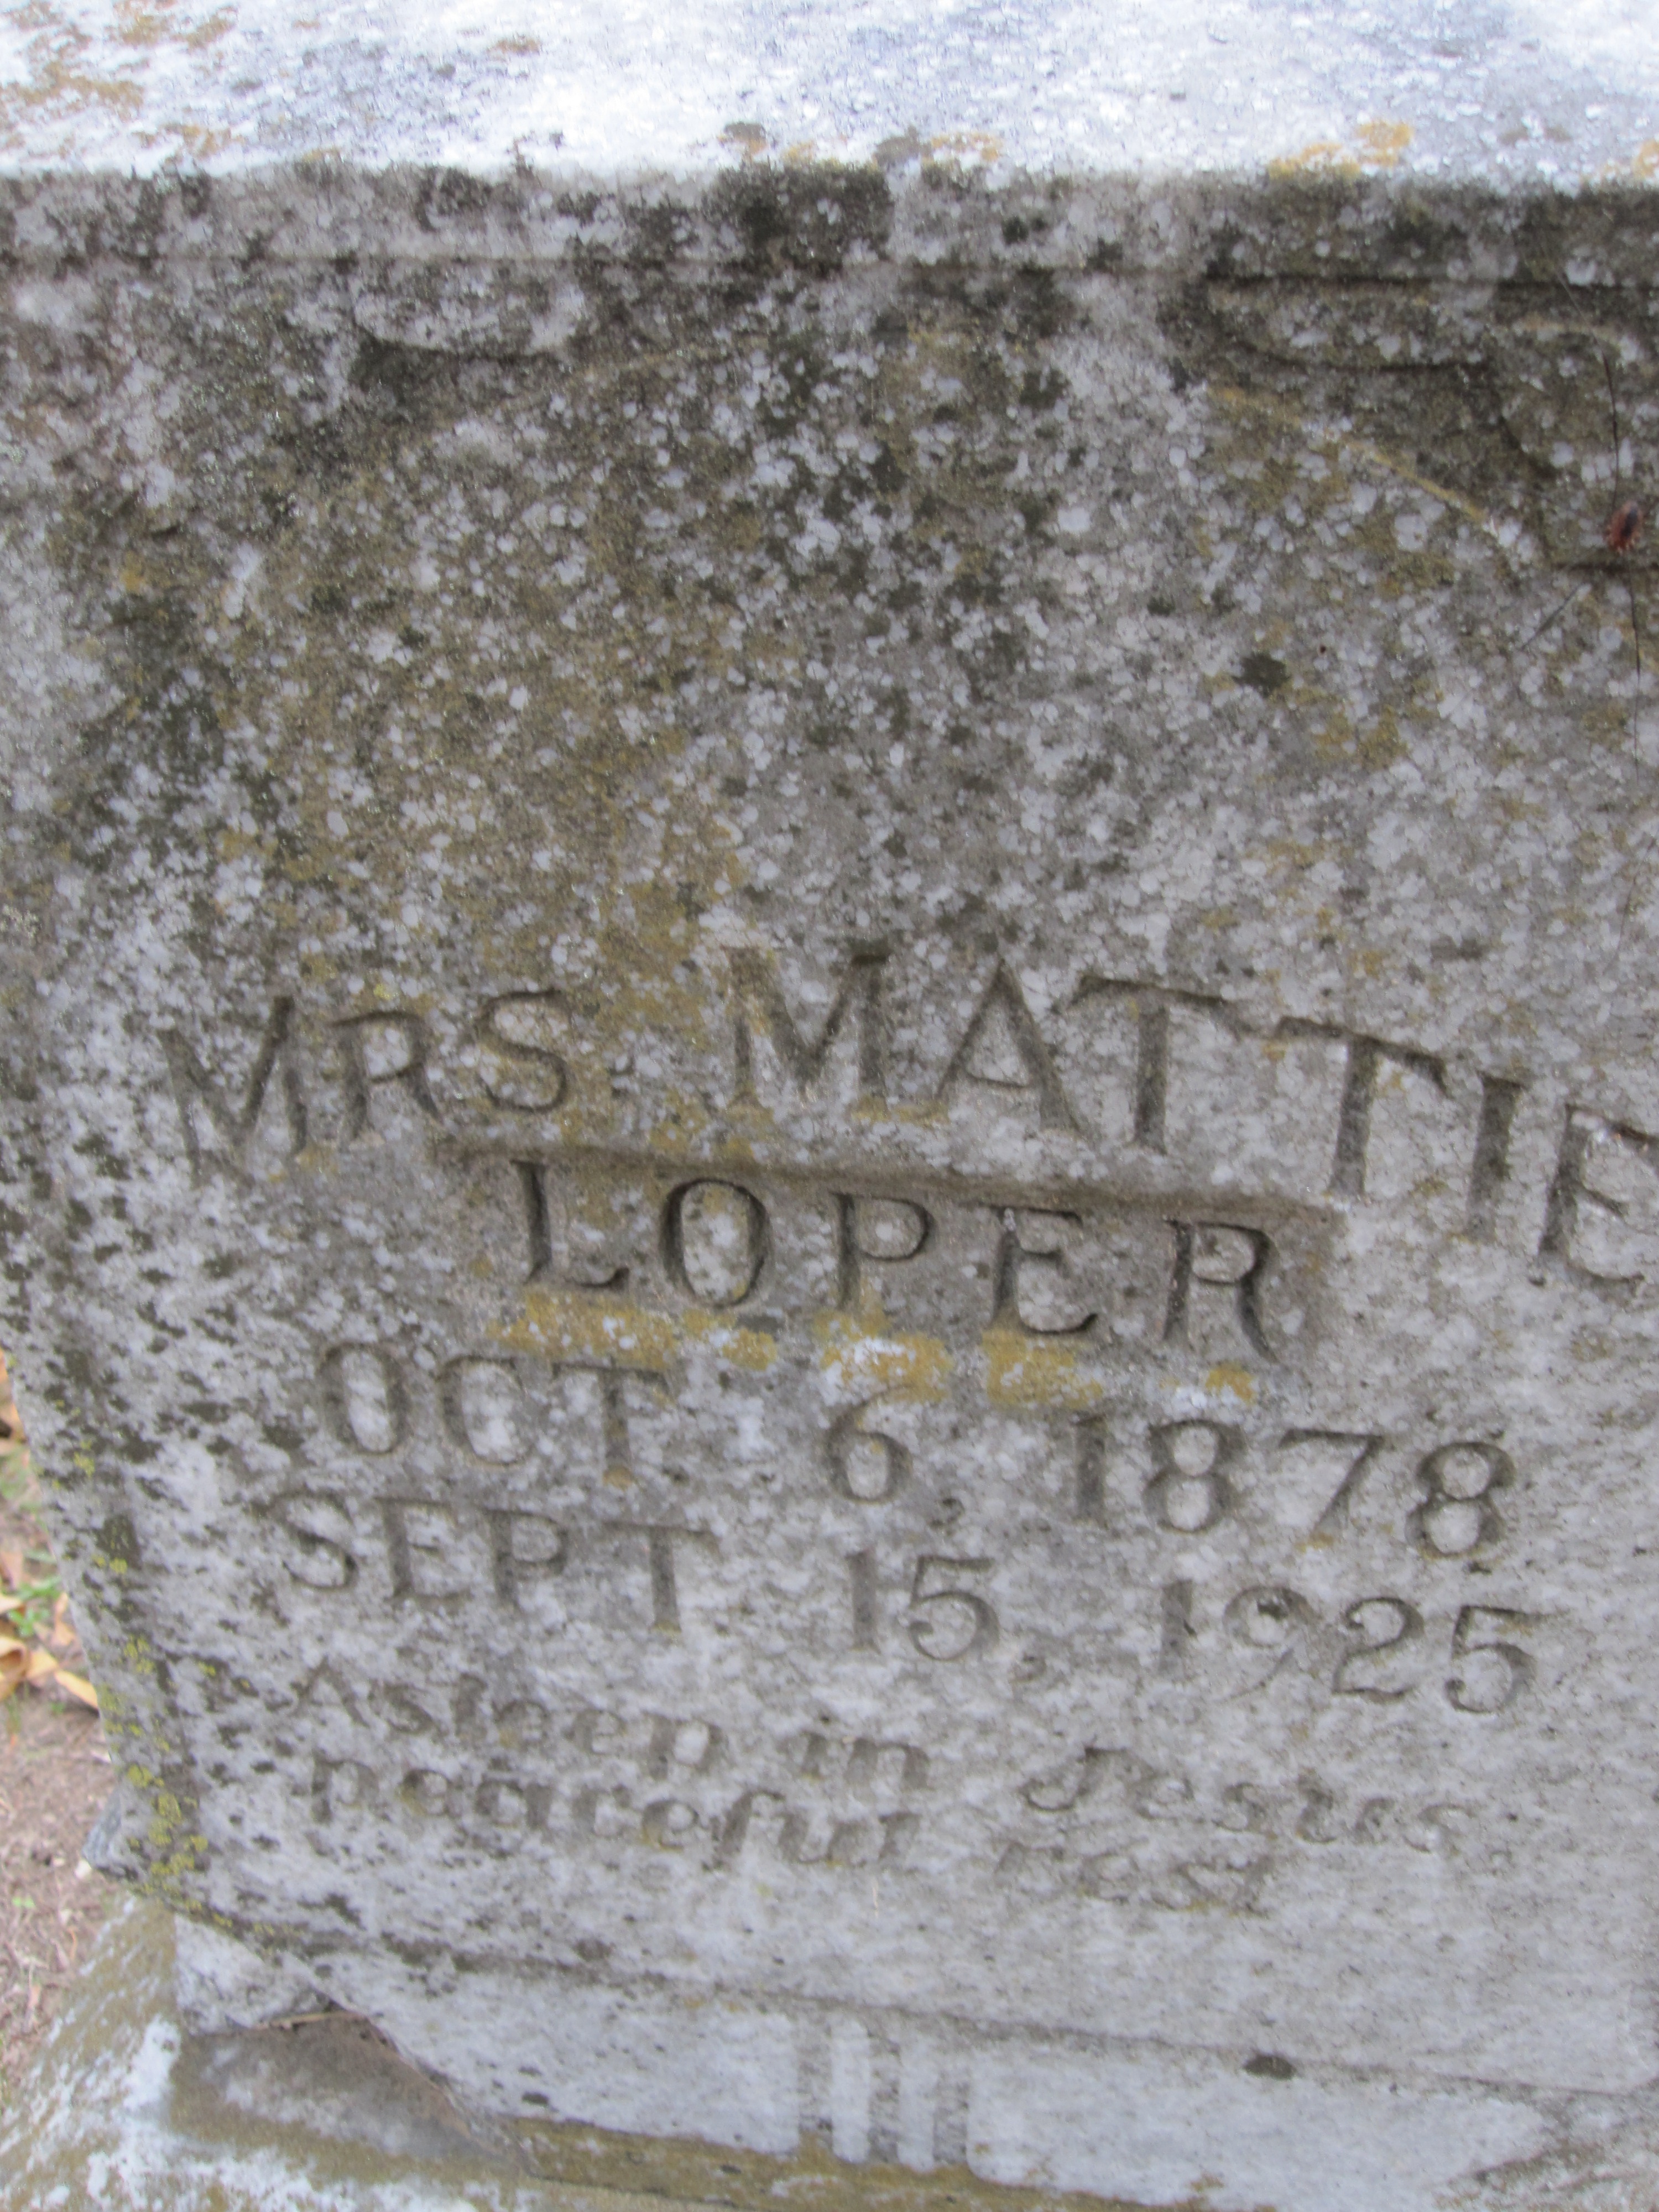 MRS. MATTIE
LOPER
OCT. 6, 1878
SEPT. 15, 1925
Asleep in Jesus
peaceful rest